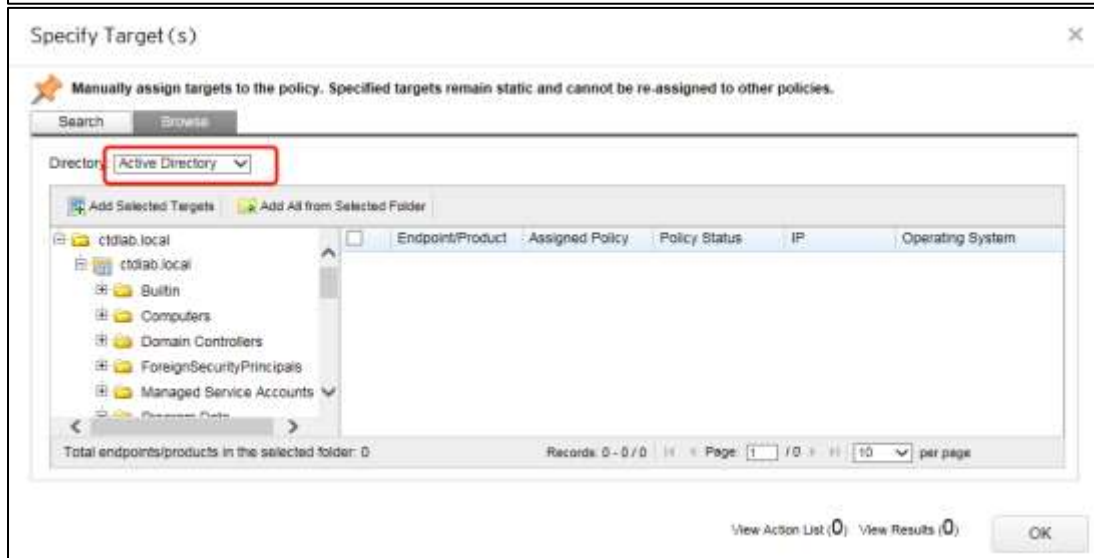 Specify Target(s)
Manually assign targets to the policy. Specified targets remain static and cannot be re-assigned to other policies.
Search Browse
Directory: Active Directory
Add Selected Targets Add All from Selected Folder
ctdlab.local Endpoint/Product Assigned Policy Policy Status IP Operating System
ctdlab.local
Builtin
Computers
Domain Controllers
ForeignSecurityPrincipals
Managed Service Accounts
Program Data
Total endpoints/products in the selected folder: 0 Records: 0 - 0 / 0 Page: 1 / 0 10 per page
View Action List (0) View Results (0) OK